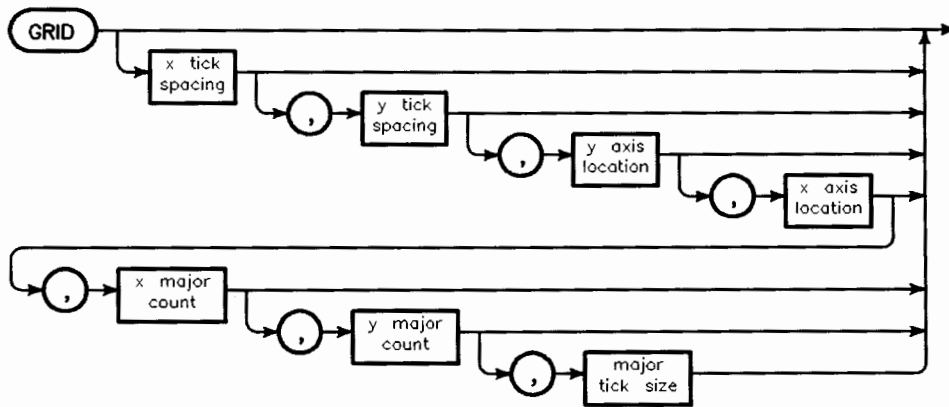 GRID
x tick
spacing
,
y tick
spacing
,
y axis
location
,
x axis
location
,
x major
count
,
y major
count
,
major
tick size